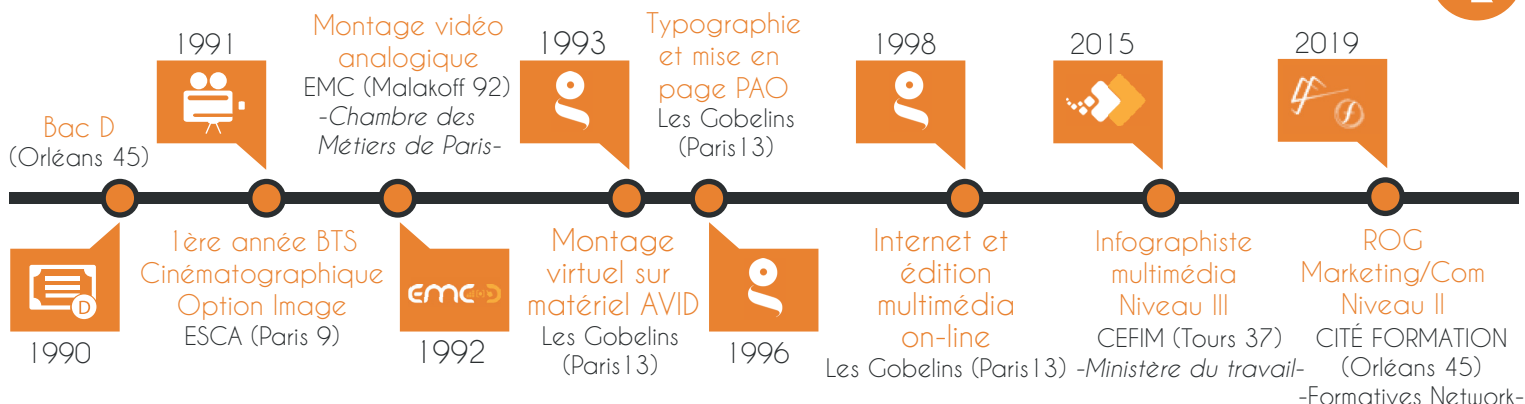 1990
Bac D
(Orléans 45)
D
1991
1ère année BTS
Cinématographique
Option Image
ESCA (Paris 9)
Montage vidéo
analogique
EMC (Malakoff 92)
-Chambre des
Métiers de Paris-
emc
1992
1993
g
Montage
virtuel sur
matériel AVID
Les Gobelins
(Paris13)
Typographie
et mise en
page PAO
Les Gobelins
(Paris13)
g
1996
1998
g
Internet et
édition
multimédia
on-line
Les Gobelins (Paris13)
2015
Infographiste
multimédia
Niveau III
CEFIM (Tours 37)
-Ministère du travail-
2019
ROG
Marketing/Com
Niveau II
CITÉ FORMATION
(Orléans 45)
-Formatives Network-